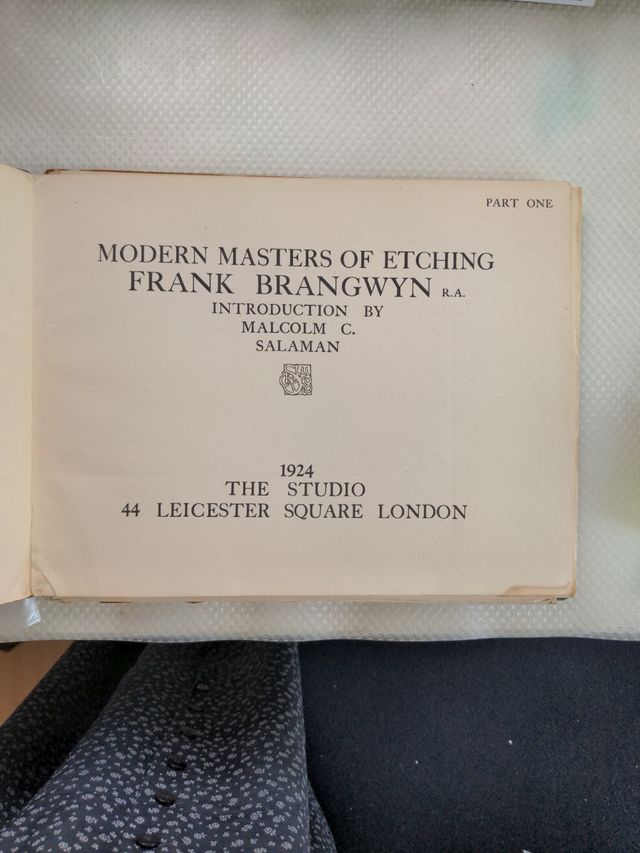 PART ONE
MODERN MASTERS OF ETCHING
FRANK BRANGWYN R.A.
INTRODUCTION BY
MALCOLM C.
SALAMAN
1924
THE STUDIO
44 LEICESTER SQUARE LONDON